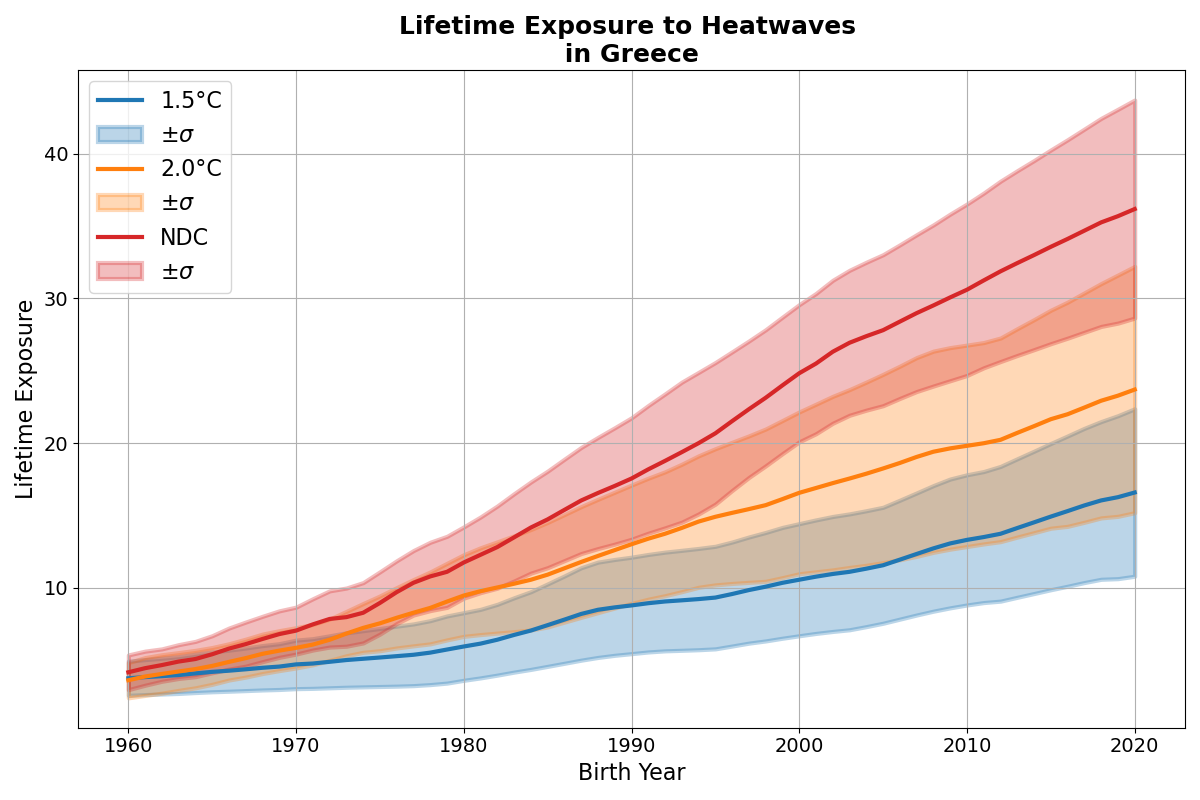 Lifetime Exposure to Heatwaves
in Greece
1.5°C
±σ
2.0°C
±σ
NDC
±σ
40
30
20
10
Lifetime Exposure
1960 1970 1980 1990 2000 2010 2020
Birth Year